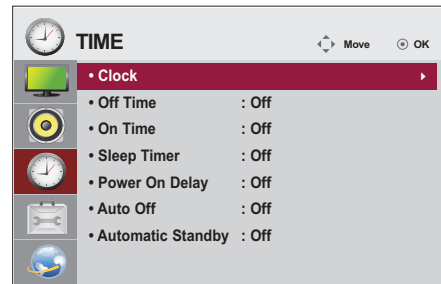 TIME Move OK
• Clock
• Off Time : Off
• On Time : Off
• Sleep Timer : Off
• Power On Delay : Off
• Auto Off : Off
• Automatic Standby : Off